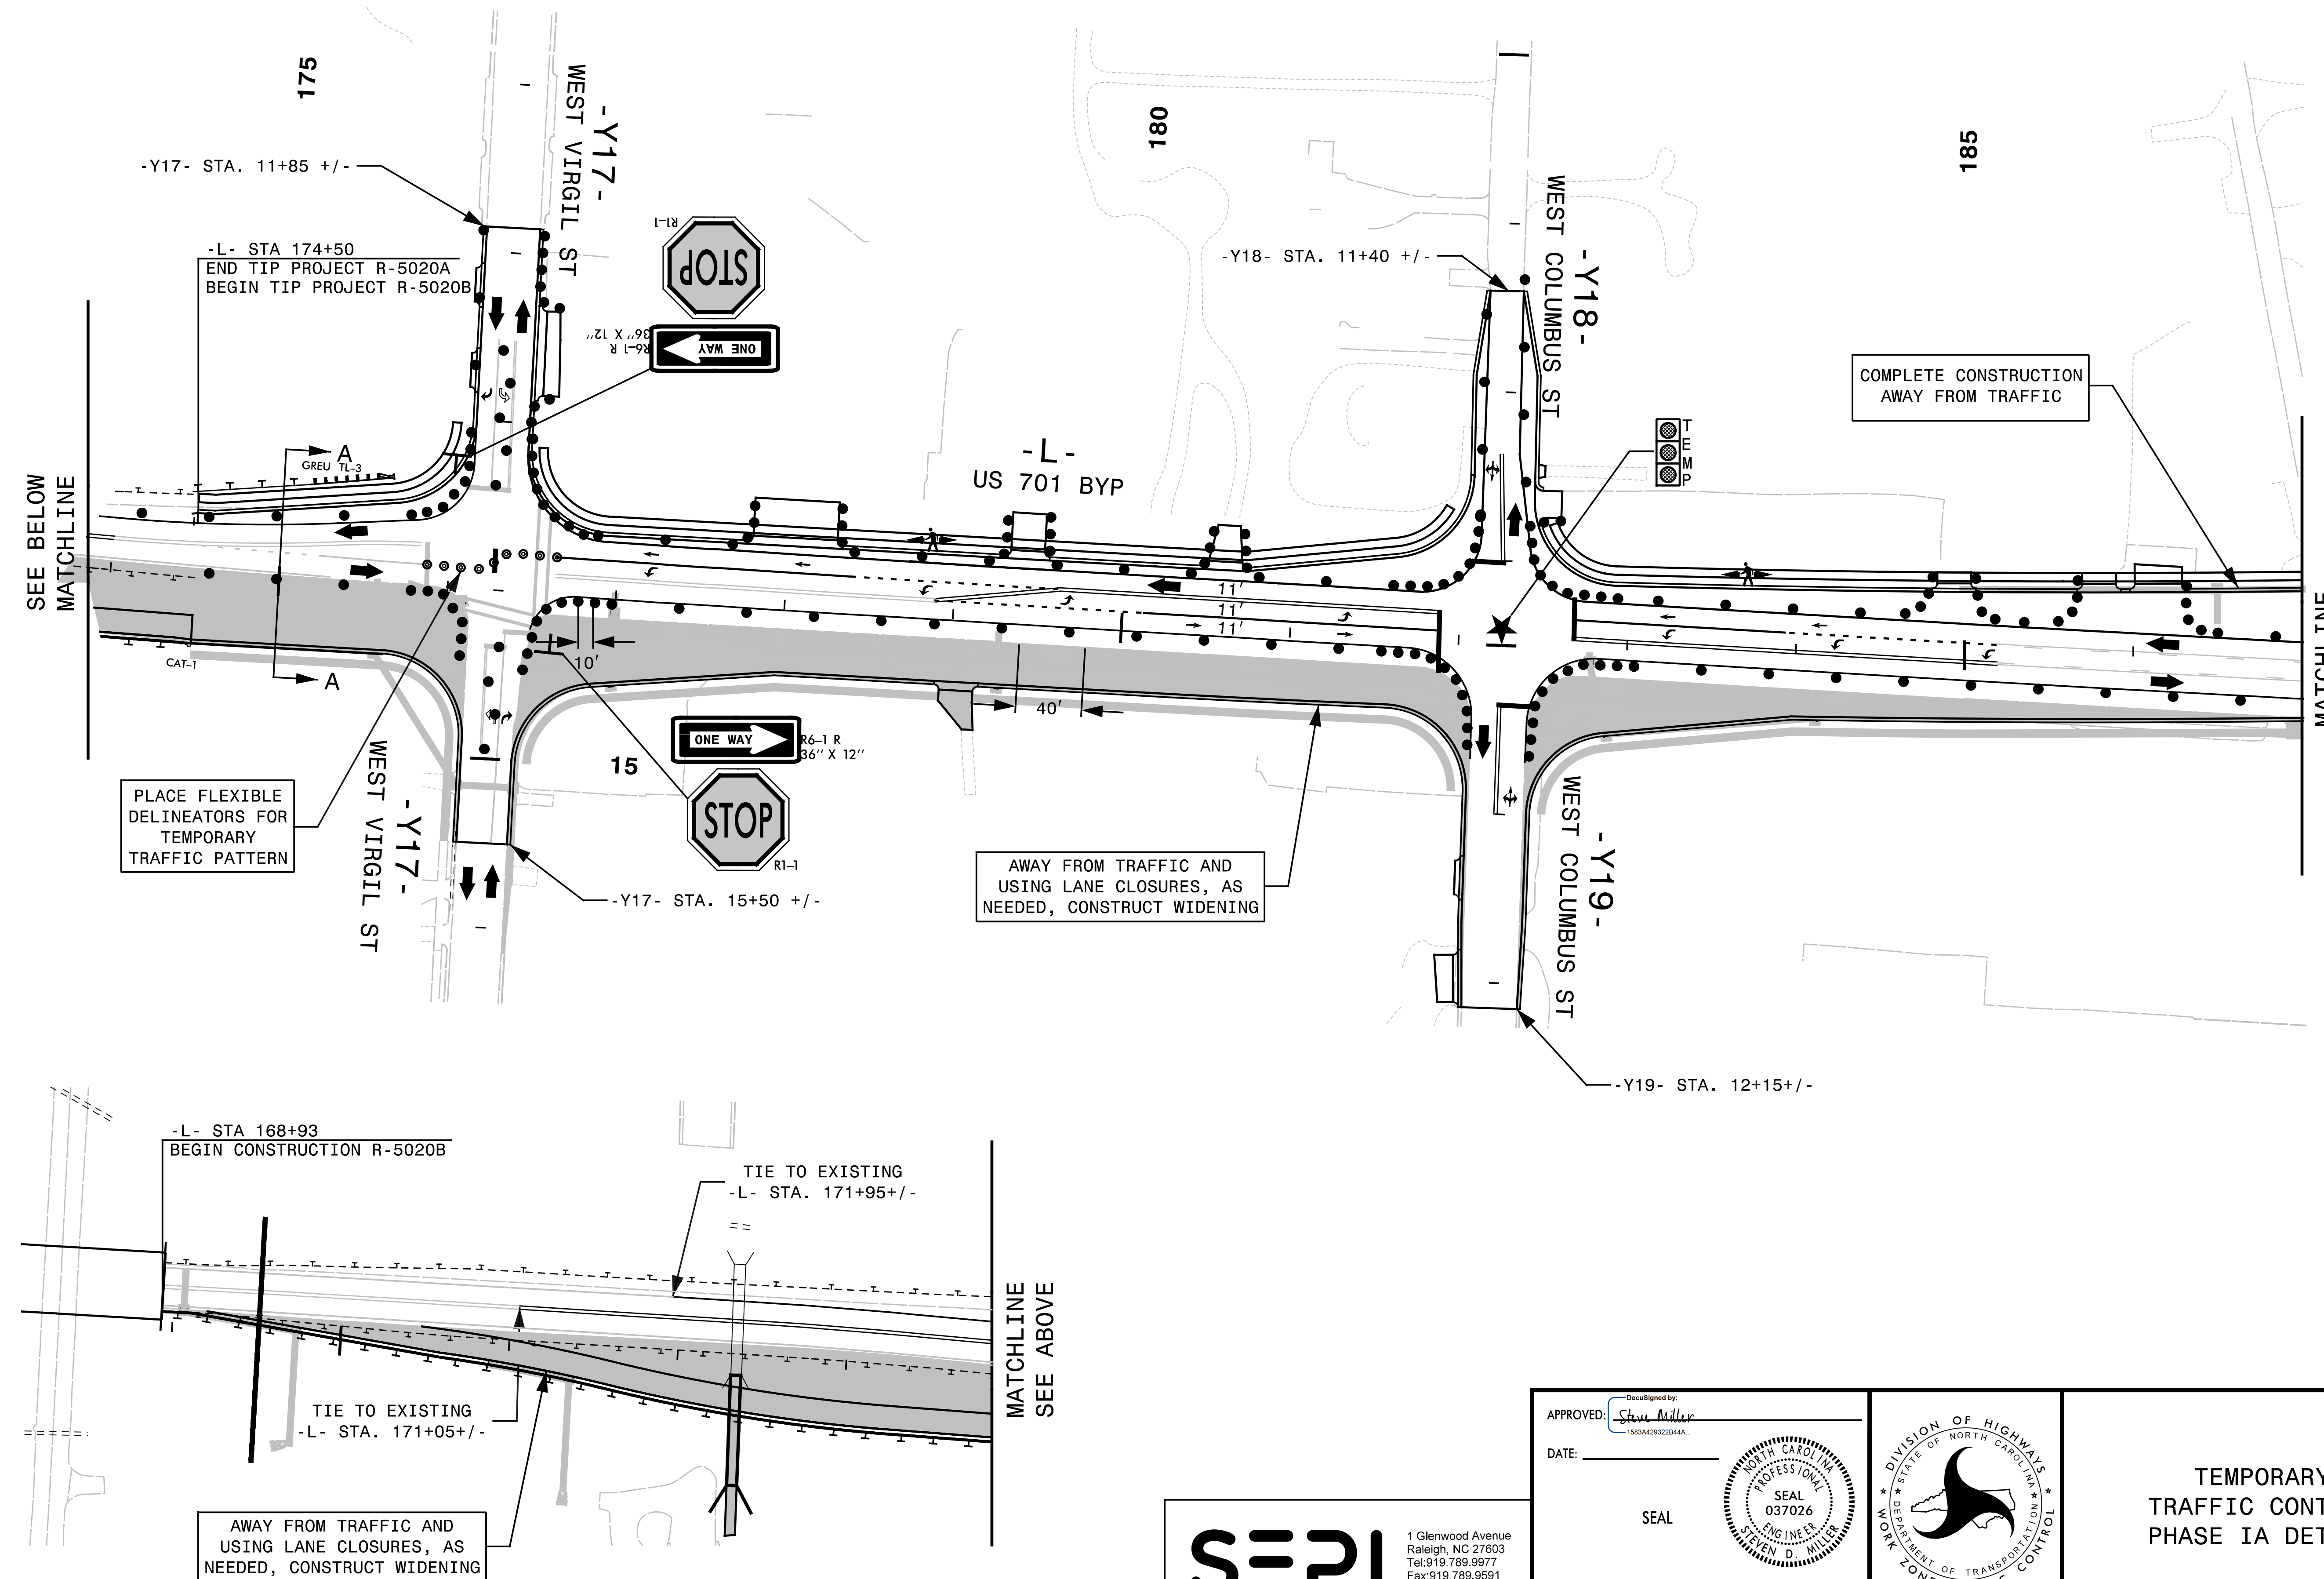 175
180
185
-Y17-
WEST VIRGIL ST
-Y17- STA. 11+85 +/-
-L- STA 174+50
END TIP PROJECT R-5020A
BEGIN TIP PROJECT R-5020B
R1-1
STOP
ONE WAY
R6-1 R
36" X 12"
-Y18- STA. 11+40 +/-
-Y18-
WEST COLUMBUS ST
COMPLETE CONSTRUCTION
AWAY FROM TRAFFIC
TEMP
A
GREU TL-3
-L-
US 701 BYP
SEE BELOW
MATCHLINE
11'
11'
11'
10'
CAT-1
A
40'
MATCHLINE
ONE WAY
R6-1 R
36" X 12"
15
STOP
R1-1
PLACE FLEXIBLE
DELINEATORS FOR
TEMPORARY
TRAFFIC PATTERN
-Y17-
WEST VIRGIL ST
-Y17- STA. 15+50 +/-
AWAY FROM TRAFFIC AND
USING LANE CLOSURES, AS
NEEDED, CONSTRUCT WIDENING
-Y19-
WEST COLUMBUS ST
-Y19- STA. 12+15+/-
-L- STA 168+93
BEGIN CONSTRUCTION R-5020B
TIE TO EXISTING
-L- STA. 171+95+/-
MATCHLINE
SEE ABOVE
TIE TO EXISTING
-L- STA. 171+05+/-
AWAY FROM TRAFFIC AND
USING LANE CLOSURES, AS
NEEDED, CONSTRUCT WIDENING
SEPI
1 Glenwood Avenue
Raleigh, NC 27603
Tel:919.789.9977
Fax:919.789.9591
DocuSigned by:
APPROVED: Steve Miller
1583A429322B44A...
DATE:
SEAL
NORTH CAROLINA
PROFESSIONAL
SEAL
037026
ENGINEER
STEVEN D. MILLER
DIVISION OF HIGHWAYS
STATE OF NORTH CAROLINA
DEPARTMENT OF TRANSPORTATION
WORK ZONE
CONTROL
TEMPORARY
TRAFFIC CONT
PHASE IA DET